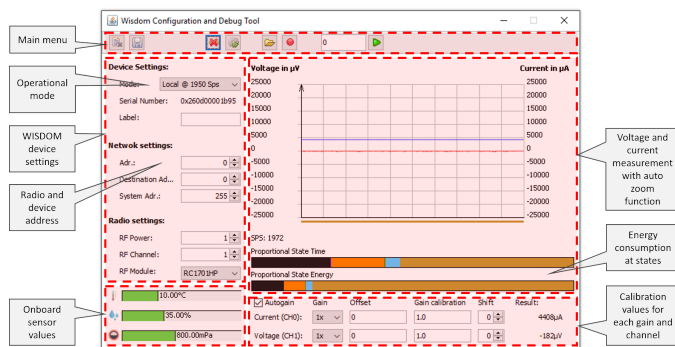 Wisdom Configuration and Debug Tool
Main menu
0
Operational mode
WISDOM device settings
Radio and device address
Onboard sensor values
Device Settings:
Mode: Local @ 1950 Sps
Serial Number: 0x260d00001b95
Label:
Netwok settings:
Adr.: 0
Destination Ad... 0
System Adr.: 255
Radio settings:
RF Power: 1
RF Channel: 1
RF Module: RC1701HP
10.00°C
35.00%
800.00mPa
Voltage in µV
Current in µA
25000 25000
20000 20000
15000 15000
10000 10000
5000 5000
0 0
-5000 -5000
-10000 -10000
-15000 -15000
-20000 -20000
-25000 -25000
SPS: 1972
Proportional State Time
Proportional State Energy
Autogain Gain Offset Gain calibration Shift Result:
Current (CH0): 1x 0 1.0 0 4408µA
Voltage (CH1): 1x 0 1.0 0 -182µV
Voltage and current measurement with auto zoom function
Energy consumption at states
Calibration values for each gain and channel